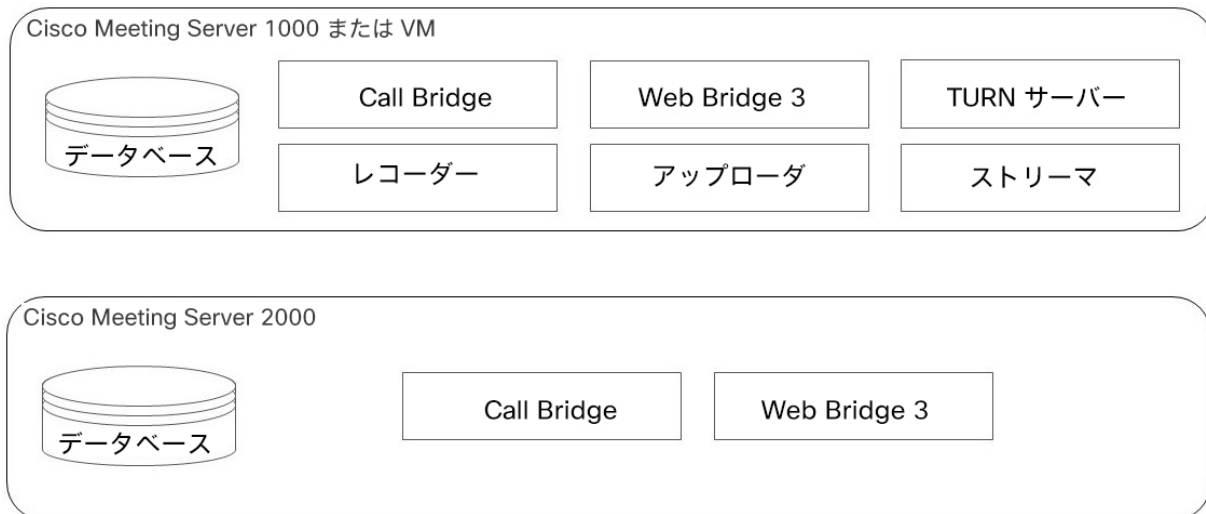 Cisco Meeting Server 1000 または VM
データベース
Call Bridge
Web Bridge 3
TURN サーバー
レコーダー
アップローダ
ストリーマ
Cisco Meeting Server 2000
データベース
Call Bridge
Web Bridge 3